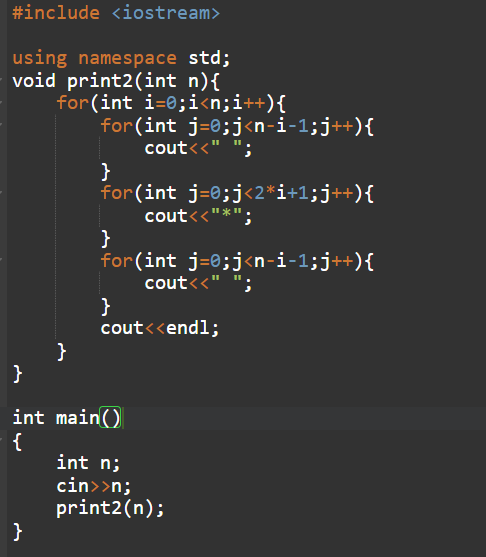 #include <iostream>

using namespace std;
void print2(int n){
    for(int i=0;i<n;i++){
        for(int j=0;j<n-i-1;j++){
            cout<<" ";
        }
        for(int j=0;j<2*i+1;j++){
            cout<<"*";
        }
        for(int j=0;j<n-i-1;j++){
            cout<<" ";
        }
        cout<<endl;
    }
}

int main()
{
    int n;
    cin>>n;
    print2(n);
}